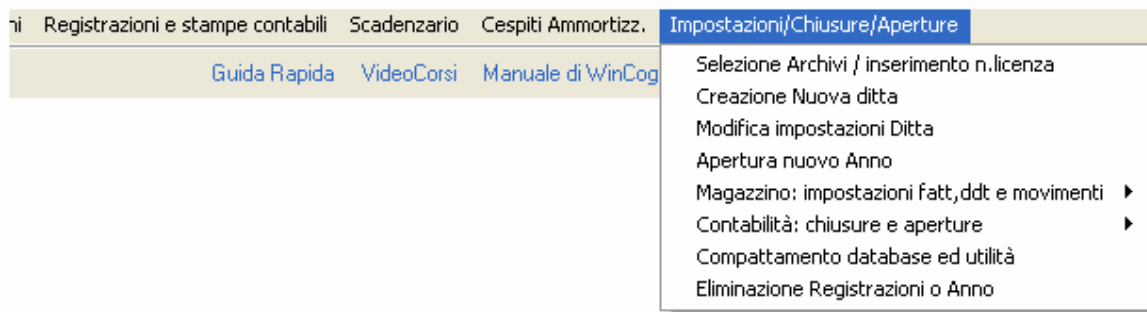 ni Registrazioni e stampe contabili Scadenzario Cespiti Ammortizz. Impostazioni/Chiusure/Aperture
Guida Rapida VideoCorsi Manuale di WinCog
Selezione Archivi / inserimento n.licenza
Creazione Nuova ditta
Modifica impostazioni Ditta
Apertura nuovo Anno
Magazzino: impostazioni fatt,ddt e movimenti
Contabilità: chiusure e aperture
Compattamento database ed utilità
Eliminazione Registrazioni o Anno